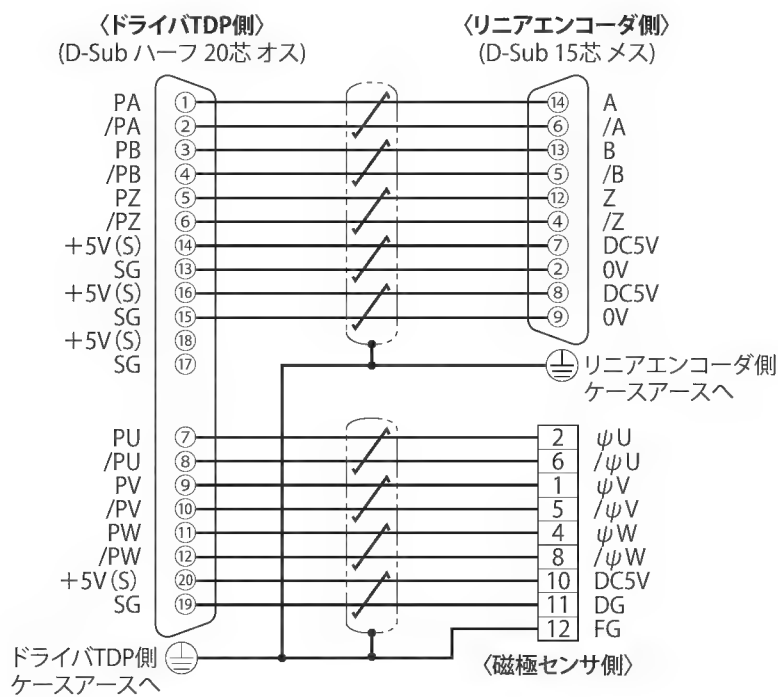 〈ドライバTDP側〉 〈リニアエンコーダ側〉
(D-Sub ハーフ 20芯 オス) (D-Sub 15芯 メス)
PA ① ⑭ A
/PA ② ⑥ /A
PB ③ ⑬ B
/PB ④ ⑤ /B
PZ ⑤ ⑫ Z
/PZ ⑥ ④ /Z
+5V(S) ⑭ ⑦ DC5V
SG ⑬ ② 0V
+5V(S) ⑯ ⑧ DC5V
SG ⑮ ⑨ 0V
+5V(S) ⑱
SG ⑰
リニアエンコーダ側
ケースアースへ
PU ⑦ 2 ψU
/PU ⑧ 6 /ψU
PV ⑨ 1 ψV
/PV ⑩ 5 /ψV
PW ⑪ 4 ψW
/PW ⑫ 8 /ψW
+5V(S) ⑳ 10 DC5V
SG ⑲ 11 DG
12 FG
ドライバTDP側
ケースアースへ
〈磁極センサ側〉